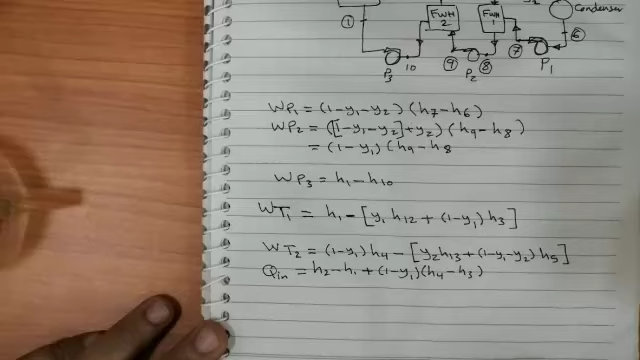 Condenser
FWH
2
FWH
1
①
⑥
⑦
P3
10
⑨
P2
⑧
P1
WP1 = (1-y1-y2) (h7-h6)
WP2 = ([1-y1-y2]+y2) (h9-h8)
= (1-y1) (h9-h8
WP3 = h1-h10
WT1 = h1-[y1h12+(1-y1)h3]
WT2 = (1-y1)h4-[y2h13+(1-y1-y2)h5]
Qin = h2-h1+(1-y1)(h4-h3)